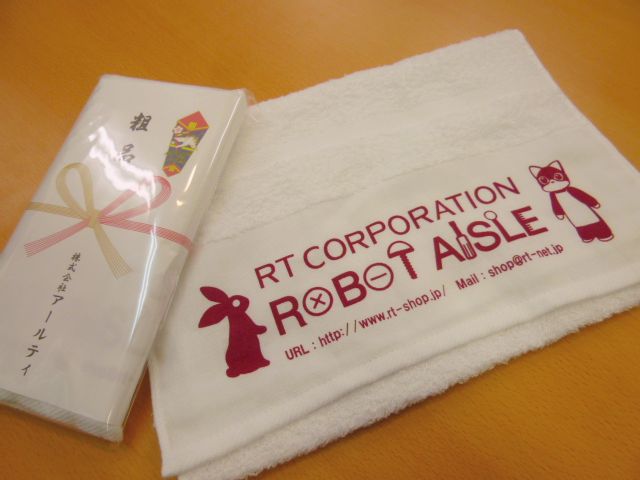 粗品
株式会社 アールティ
RT CORPORATION
ROBOT AISLE
URL : http://www.rt-shop.jp/ Mail : shop@rt-net.jp